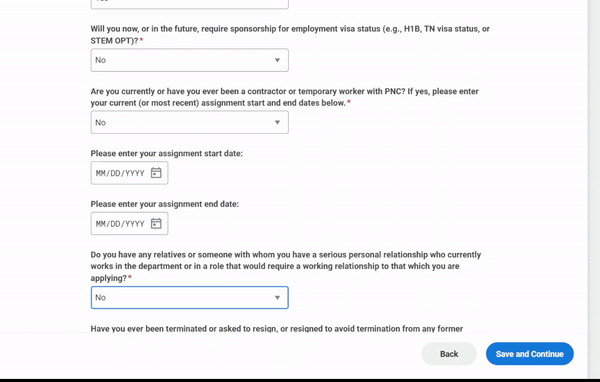 Will you now, or in the future, require sponsorship for employment visa status (e.g., H1B, TN visa status, or
STEM OPT)?*
No
Are you currently or have you ever been a contractor or temporary worker with PNC? If yes, please enter
your current (or most recent) assignment start and end dates below.*
No
Please enter your assignment start date:
MM/DD/YYYY
Please enter your assignment end date:
MM/DD/YYYY
Do you have any relatives or someone with whom you have a serious personal relationship who currently
works in the department or in a role that would require a working relationship to that which you are
applying?*
No
Have you ever been terminated or asked to resign, or resigned to avoid termination from any former
Back
Save and Continue